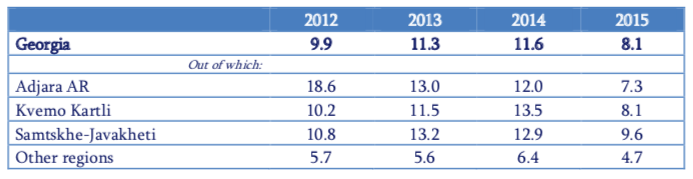 2012 2013 2014 2015
Georgia 9.9 11.3 11.6 8.1
Out of which:
Adjara AR 18.6 13.0 12.0 7.3
Kvemo Kartli 10.2 11.5 13.5 8.1
Samtskhe-Javakheti 10.8 13.2 12.9 9.6
Other regions 5.7 5.6 6.4 4.7